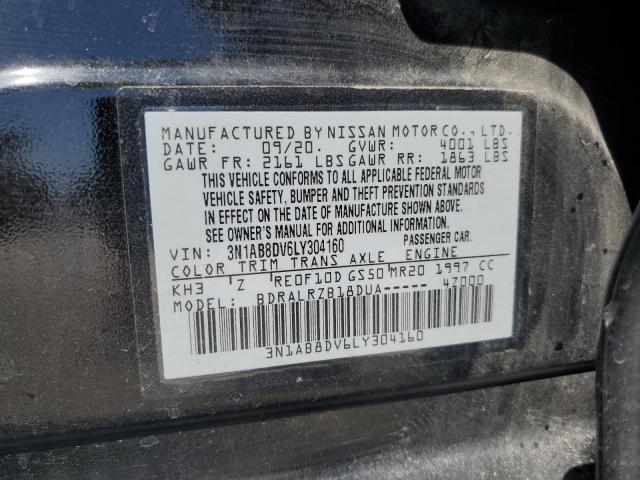 MANUFACTURED BY NISSAN MOTOR CO., LTD.
DATE: 09/20. GVWR: 4001 LBS
GAWR FR: 2161 LBS GAWR RR: 1863 LBS
THIS VEHICLE CONFORMS TO ALL APPLICABLE FEDERAL MOTOR
VEHICLE SAFETY, BUMPER AND THEFT PREVENTION STANDARDS
IN EFFECT ON THE DATE OF MANUFACTURE SHOWN ABOVE.
SEE OWNER'S MANUAL FOR ADDITIONAL INFORMATION.
VIN: 3N1AB8DV6LY304160 PASSENGER CAR.
COLOR TRIM TRANS AXLE ENGINE
KH3 Z RE0F10D GS50 MR20 1997 CC
MODEL: BDRALRZB18DUA----- 4Z000
3N1AB8DV6LY304160